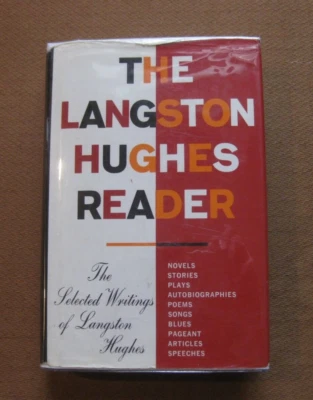 THE
LANGSTON
HUGHES
READER
The
Selected Writings
of Langston
Hughes
NOVELS
STORIES
PLAYS
AUTOBIOGRAPHIES
POEMS
SONGS
BLUES
PAGEANT
ARTICLES
SPEECHES